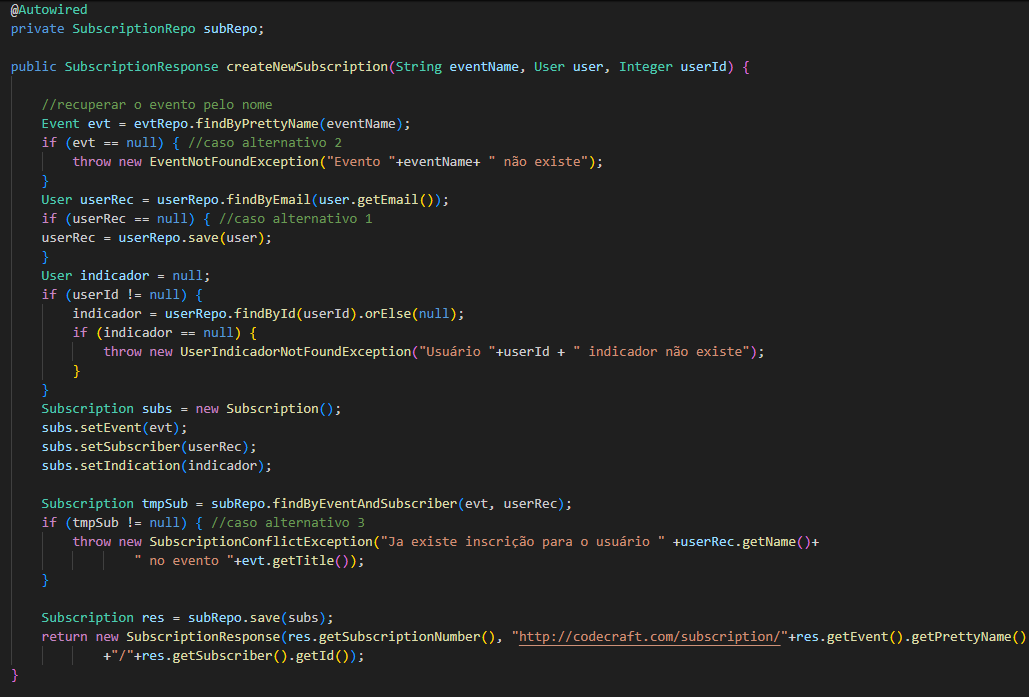 @Autowired
private SubscriptionRepo subRepo;
public SubscriptionResponse createNewSubscription(String eventName, User user, Integer userId) {
//recuperar o evento pelo nome
Event evt = evtRepo.findByPrettyName(eventName);
if (evt == null) { //caso alternativo 2
throw new EventNotFoundException("Evento "+eventName+ " não existe");
}
User userRec = userRepo.findByEmail(user.getEmail());
if (userRec == null) { //caso alternativo 1
userRec = userRepo.save(user);
}
User indicador = null;
if (userId != null) {
indicador = userRepo.findById(userId).orElse(null);
if (indicador == null) {
throw new UserIndicadorNotFoundException("Usuário "+userId + " indicador não existe");
}
}
Subscription subs = new Subscription();
subs.setEvent(evt);
subs.setSubscriber(userRec);
subs.setIndication(indicador);
Subscription tmpSub = subRepo.findByEventAndSubscriber(evt, userRec);
if (tmpSub != null) { //caso alternativo 3
throw new SubscriptionConflictException("Ja existe inscrição para o usuário " +userRec.getName()+
" no evento "+evt.getTitle());
}
Subscription res = subRepo.save(subs);
return new SubscriptionResponse(res.getSubscriptionNumber(), "http://codecraft.com/subscription/"+res.getEvent().getPrettyName()
+"/"+res.getSubscriber().getId());
}